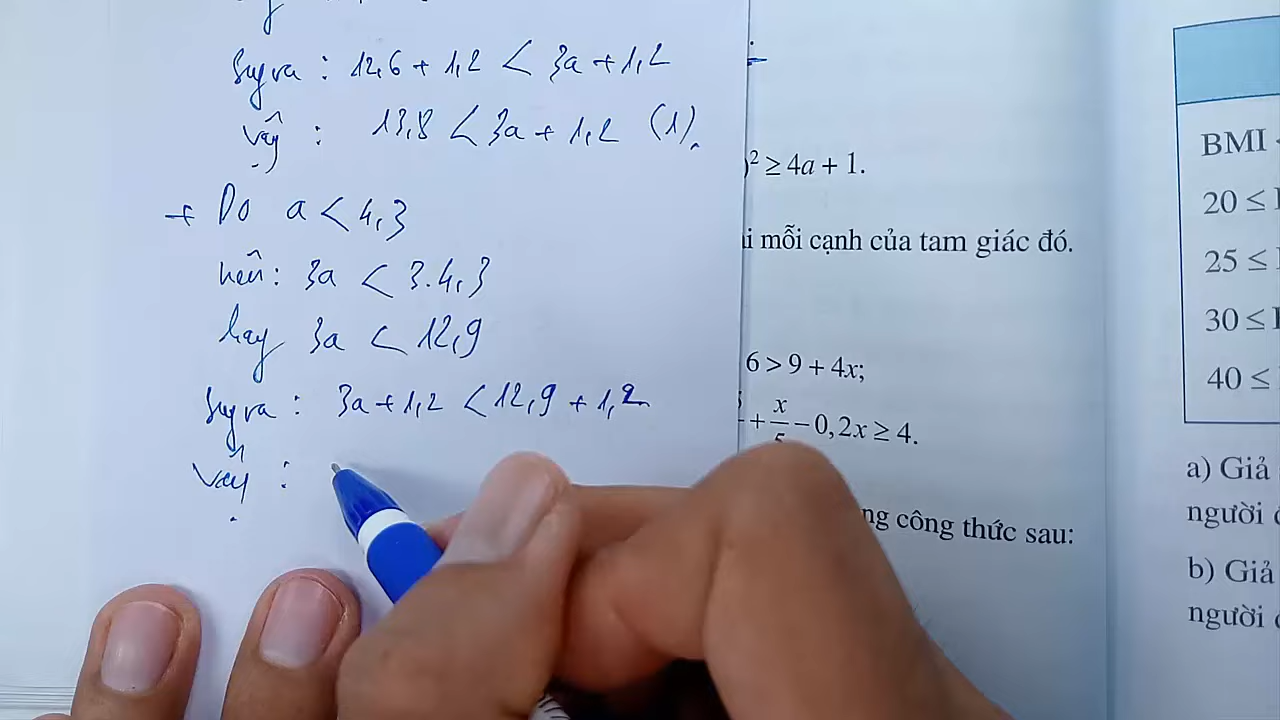 Suy ra : 12,6 + 1,2 < 3a + 1,2
Vậy : 13,8 < 3a + 1,2 (1).
+ Do a < 4,3
nên : 3a < 3.4,3
hay 3a < 12,9
Suy ra : 3a + 1,2 < 12,9 + 1,2
Vậy :
)² ≥ 4a + 1.
i mỗi cạnh của tam giác đó.
6 > 9 + 4x;
+ x/5 − 0,2x ≥ 4.
ng công thức sau:
BMI
20 ≤
25 ≤
30 ≤
40 ≤
a) Giả
người
b) Giả
người